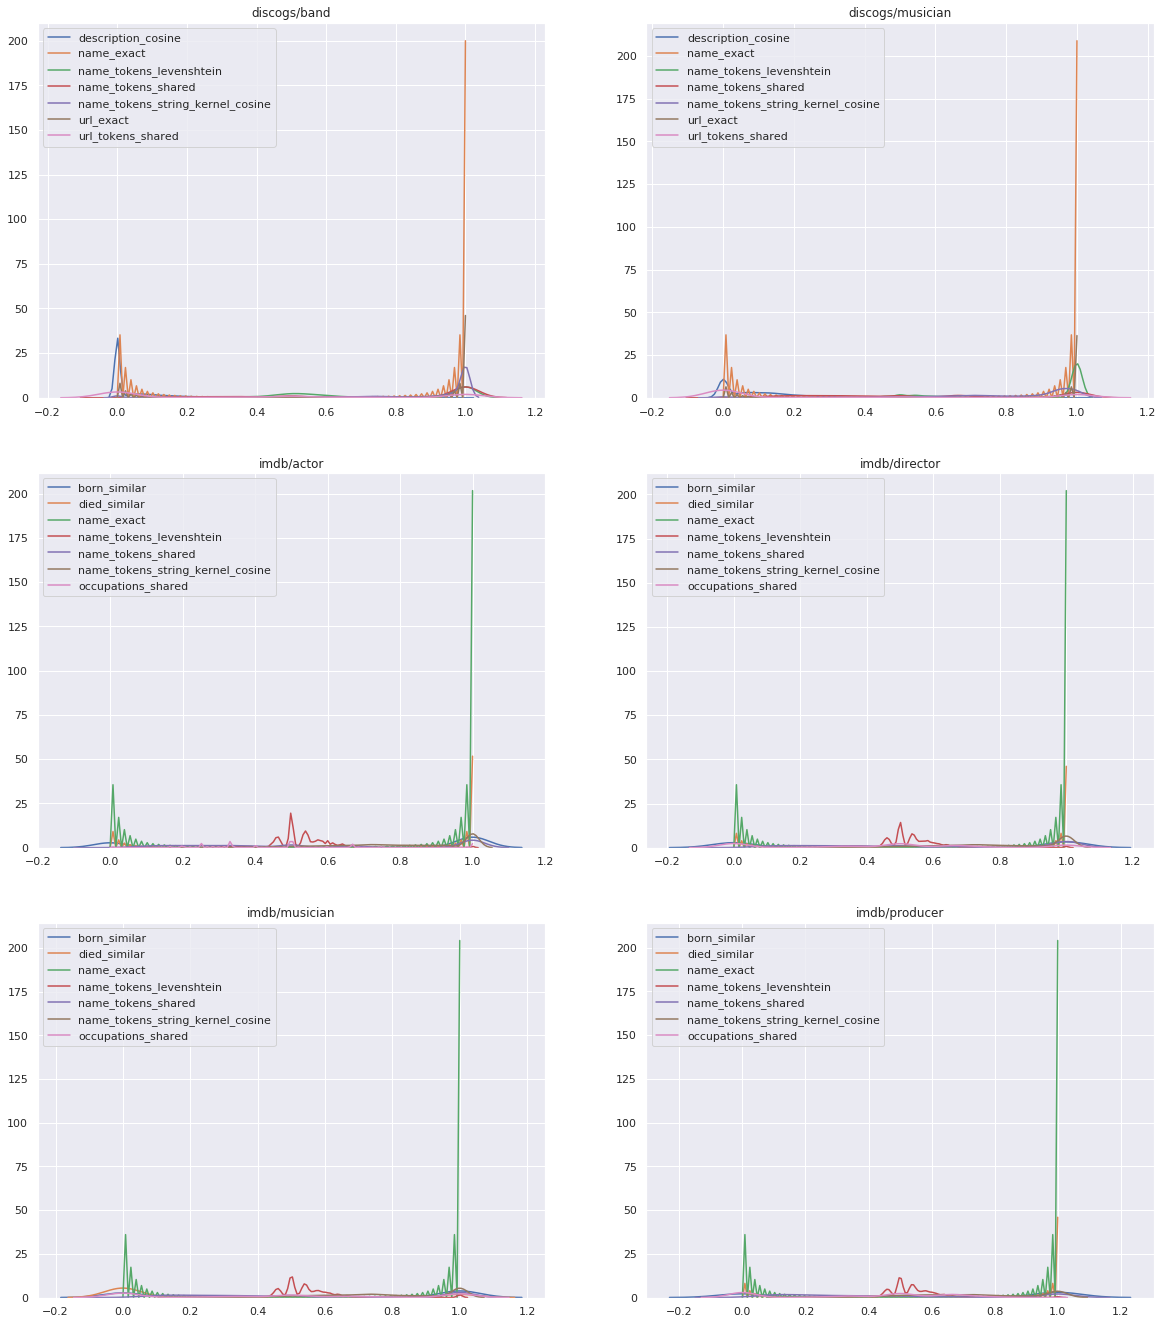 discogs/band
description_cosine
name_exact
name_tokens_levenshtein
name_tokens_shared
name_tokens_string_kernel_cosine
url_exact
url_tokens_shared
200
175
150
125
100
75
50
25
0
−0.2 0.0 0.2 0.4 0.6 0.8 1.0 1.2
discogs/musician
description_cosine
name_exact
name_tokens_levenshtein
name_tokens_shared
name_tokens_string_kernel_cosine
url_exact
url_tokens_shared
200
175
150
125
100
75
50
25
0
−0.2 0.0 0.2 0.4 0.6 0.8 1.0 1.2
imdb/actor
born_similar
died_similar
name_exact
name_tokens_levenshtein
name_tokens_shared
name_tokens_string_kernel_cosine
occupations_shared
200
175
150
125
100
75
50
25
0
−0.2 0.0 0.2 0.4 0.6 0.8 1.0 1.2
imdb/director
born_similar
died_similar
name_exact
name_tokens_levenshtein
name_tokens_shared
name_tokens_string_kernel_cosine
occupations_shared
200
175
150
125
100
75
50
25
0
−0.2 0.0 0.2 0.4 0.6 0.8 1.0 1.2
imdb/musician
born_similar
died_similar
name_exact
name_tokens_levenshtein
name_tokens_shared
name_tokens_string_kernel_cosine
occupations_shared
200
175
150
125
100
75
50
25
0
−0.2 0.0 0.2 0.4 0.6 0.8 1.0 1.2
imdb/producer
born_similar
died_similar
name_exact
name_tokens_levenshtein
name_tokens_shared
name_tokens_string_kernel_cosine
occupations_shared
200
175
150
125
100
75
50
25
0
−0.2 0.0 0.2 0.4 0.6 0.8 1.0 1.2